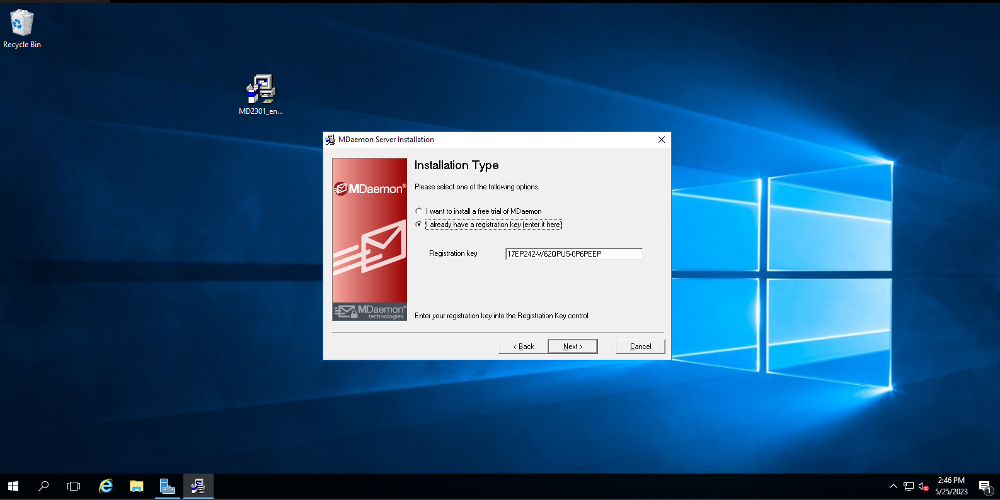 Recycle Bin
MD2301_en...
MDaemon Server Installation
MDaemon®
MDaemon®
technologies
Installation Type
Please select one of the following options.
I want to install a free trial of MDaemon
I already have a registration key (enter it here)
Registration key
17EP242-W62QPU5-0P6PEEP
Enter your registration key into the Registration Key control.
< Back
Next >
Cancel
2:46 PM
5/25/2023
1